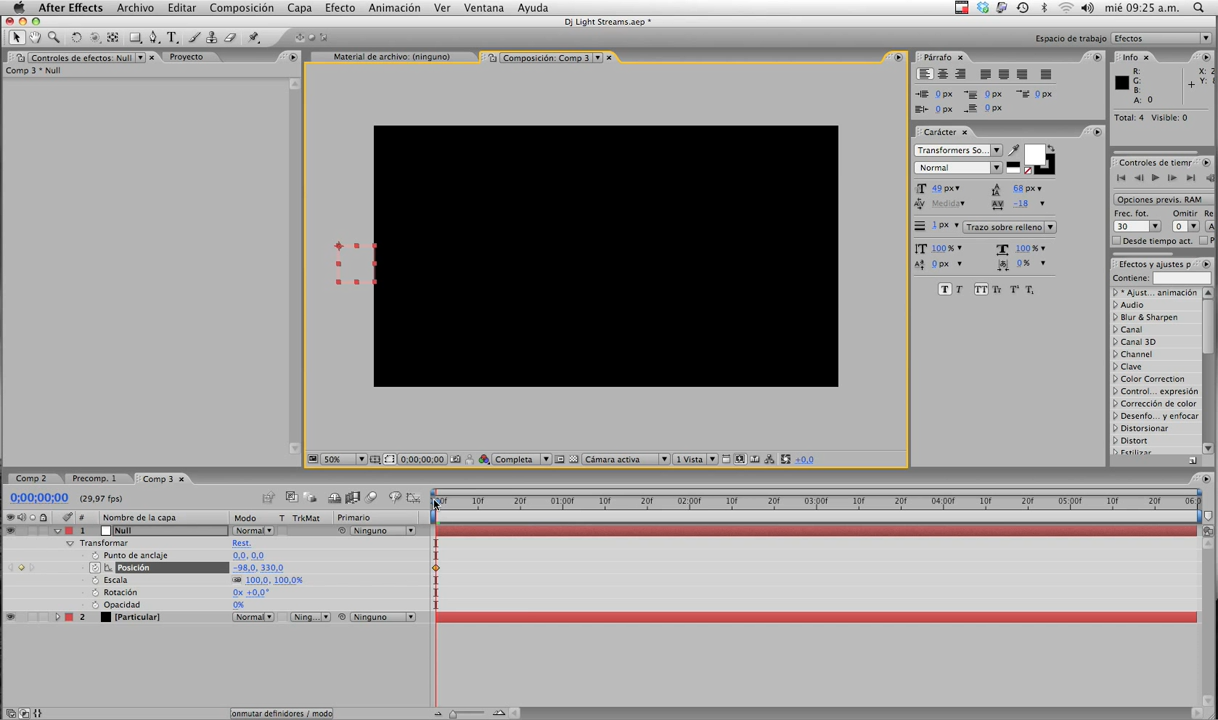 After Effects Archivo Editar Composición Capa Efecto Animación Ver Ventana Ayuda mié 09:25 a.m.
Dj Light Streams.aep *
Espacio de trabajo: Efectos
Controles de efectos: Null Proyecto
Comp 3 * Null
Material de archivo: (ninguno) Composición: Comp 3
50% 0;00;00;00 Completa Cámara activa 1 Vista +0,0
Párrafo
0 px 0 px 0 px
0 px 0 px
Carácter
Transformers So...
Normal
49 px 68 px
Medida -18
1 px Trazo sobre relleno
100 % 100 %
0 px 0 %
T T TT Tr T T
Info
R: X: 2
G: Y:
B:
A: 0
Total: 4 Visible: 0
Controles de tiemr
Opciones previs. RAM
Frec. fot. Omitir Re
30 0
Desde tiempo act.
Efectos y ajustes p
Contiene:
* Ajust... animación
Audio
Blur & Sharpen
Canal
Canal 3D
Channel
Clave
Color Correction
Control... expresión
Corrección de color
Desenfo... y enfocar
Distorsionar
Distort
Estilizar
Comp 2 Precomp. 1 Comp 3
0;00;00;00 (29,97 fps)
10f 20f 01:00f 10f 20f 02:00f 10f 20f 03:00f 10f 20f 04:00f 10f 20f 05:00f 10f 20f 06:0
# Nombre de la capa Modo T TrkMat Primario
1 Null Normal Ninguno
Transformar Rest.
Punto de anclaje 0,0, 0,0
Posición -98,0, 330,0
Escala 100,0, 100,0%
Rotación 0x +0,0°
Opacidad 0%
2 [Particular] Normal Ning... Ninguno
onmutar definidores / modo